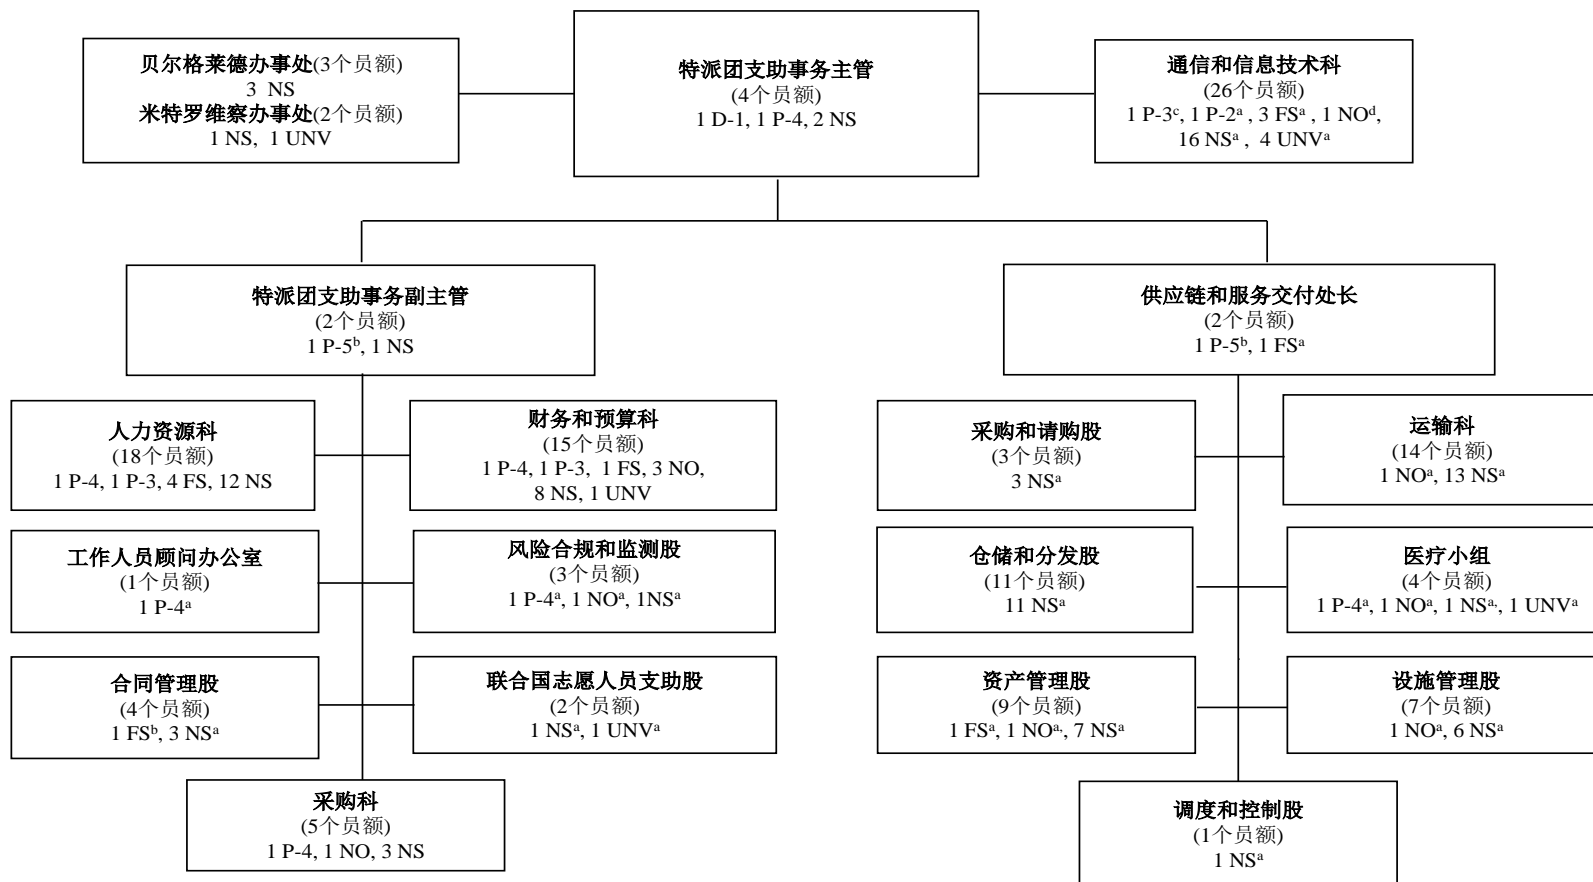 贝尔格莱德办事处(3个员额)
3 NS
米特罗维察办事处(2个员额)
1 NS, 1 UNV
特派团支助事务主管
(4个员额)
1 D-1, 1 P-4, 2 NS
通信和信息技术科
(26个员额)
1 P-3ᶜ, 1 P-2ᵃ , 3 FSᵃ , 1 NOᵈ,
16 NSᵃ , 4 UNVᵃ
特派团支助事务副主管
(2个员额)
1 P-5ᵇ, 1 NS
供应链和服务交付处长
(2个员额)
1 P-5ᵇ, 1 FSᵃ
人力资源科
(18个员额)
1 P-4, 1 P-3, 4 FS, 12 NS
财务和预算科
(15个员额)
1 P-4, 1 P-3, 1 FS, 3 NO,
8 NS, 1 UNV
采购和请购股
(3个员额)
3 NSᵃ
运输科
(14个员额)
1 NOᵃ, 13 NSᵃ
工作人员顾问办公室
(1个员额)
1 P-4ᵃ
风险合规和监测股
(3个员额)
1 P-4ᵃ, 1 NOᵃ, 1NSᵃ
仓储和分发股
(11个员额)
11 NSᵃ
医疗小组
(4个员额)
1 P-4ᵃ, 1 NOᵃ, 1 NSᵃ, 1 UNVᵃ
合同管理股
(4个员额)
1 FSᵇ, 3 NSᵃ
联合国志愿人员支助股
(2个员额)
1 NSᵃ, 1 UNVᵃ
资产管理股
(9个员额)
1 FSᵃ, 1 NOᵃ, 7 NSᵃ
设施管理股
(7个员额)
1 NOᵃ, 6 NSᵃ
采购科
(5个员额)
1 P-4, 1 NO, 3 NS
调度和控制股
(1个员额)
1 NSᵃ